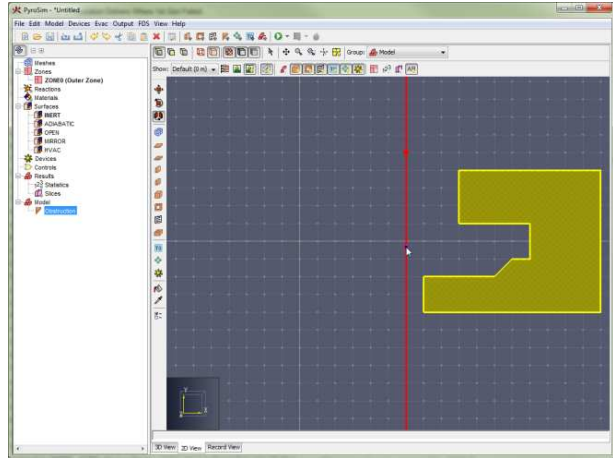 PyroSim - "Untitled
File Edit Model Devices Evac Output FDS View Help
Group: Model
Show: Default (0 m)
Meshes
Zones
ZONE0 (Outer Zone)
Reactions
Materials
Surfaces
INERT
ADIABATIC
OPEN
MIRROR
HVAC
Devices
Controls
Results
Statistics
Slices
Model
Obstruction
Y
X
3D View 2D View Record View